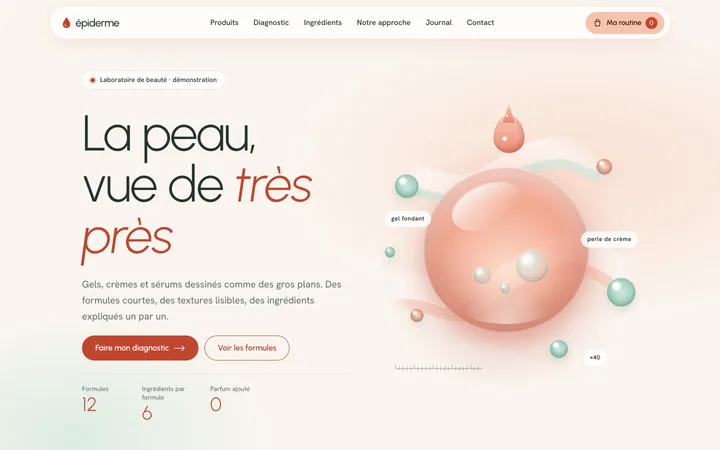 épiderme
Produits
Diagnostic
Ingrédients
Notre approche
Journal
Contact
Ma routine
0
Laboratoire de beauté · démonstration
La peau,
vue de très
près
Gels, crèmes et sérums dessinés comme des gros plans. Des
formules courtes, des textures lisibles, des ingrédients
expliqués un par un.
Faire mon diagnostic
Voir les formules
Formules
12
Ingrédients par
formule
6
Parfum ajouté
0
gel fondant
perle de crème
×40